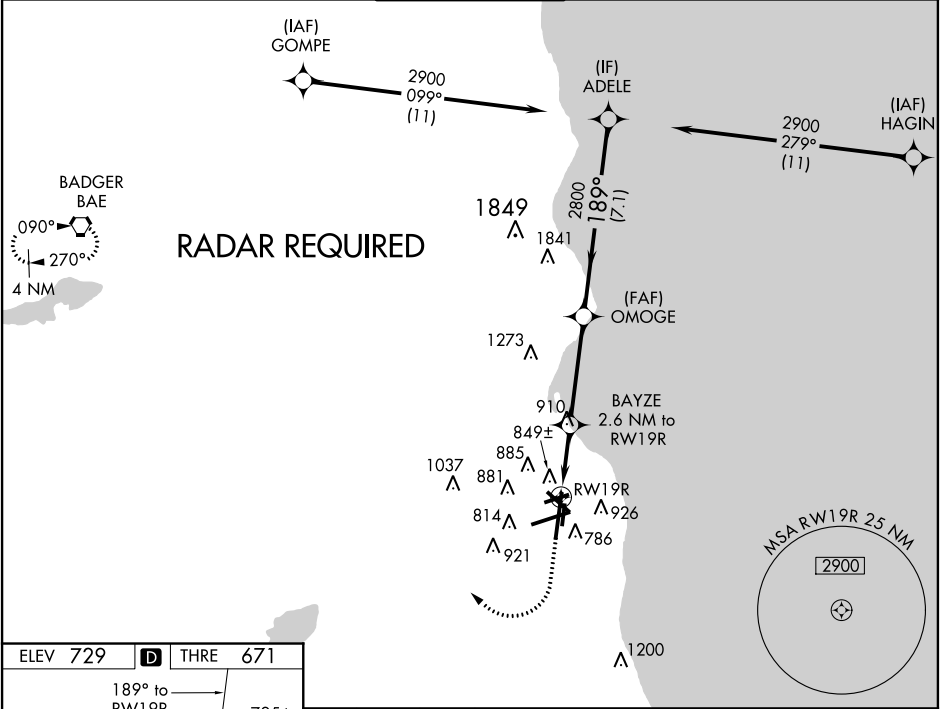 (IAF)
GOMPE
2900
099°
(11)
(IF)
ADELE
(IAF)
HAGIN
2900
279°
(11)
BADGER
BAE
090°
270°
4 NM
RADAR REQUIRED
2800
189°
(7.1)
1849
1841
(FAF)
OMOGE
1273
910
BAYZE
2.6 NM to
RW19R
849±
885
1037
881
RW19R
814
926
786
921
MSA RW19R 25 NM
2900
1200
ELEV 729
D
THRE 671
189° to
RW19R